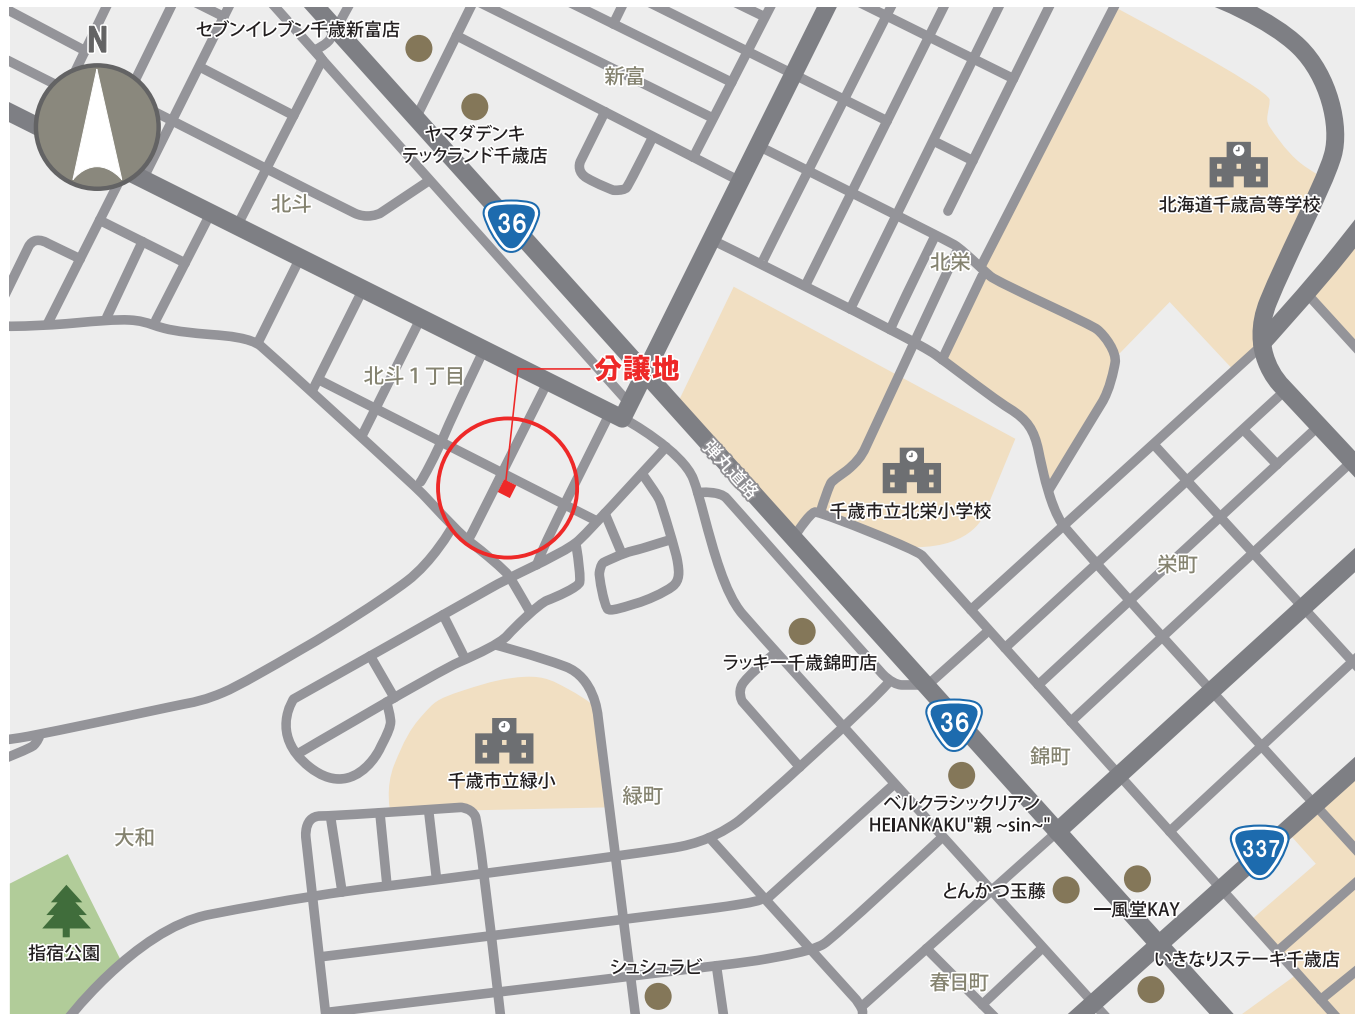 N
セブンイレブン千歳新富店
新富
ヤマダデンキ
テックランド千歳店
北海道千歳高等学校
北斗
36
北栄
北斗1丁目
分譲地
弾丸道路
千歳市立北栄小学校
栄町
ラッキー千歳錦町店
36
錦町
千歳市立緑小
緑町
ベルクラシックリアン
HEIANKAKU"親 ~sin~"
大和
337
とんかつ玉藤
一風堂KAY
指宿公園
シュシュラビ
春日町
いきなりステーキ千歳店